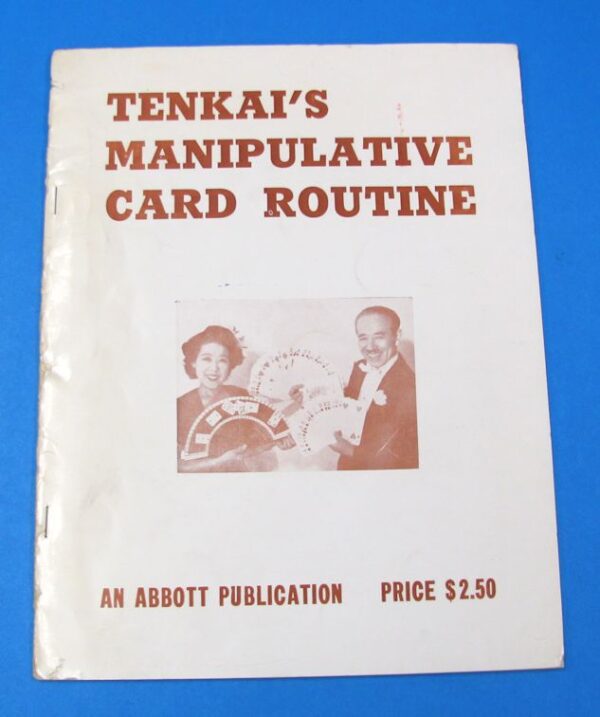 TENKAI'S
MANIPULATIVE
CARD ROUTINE
AN ABBOTT PUBLICATION PRICE $2.50